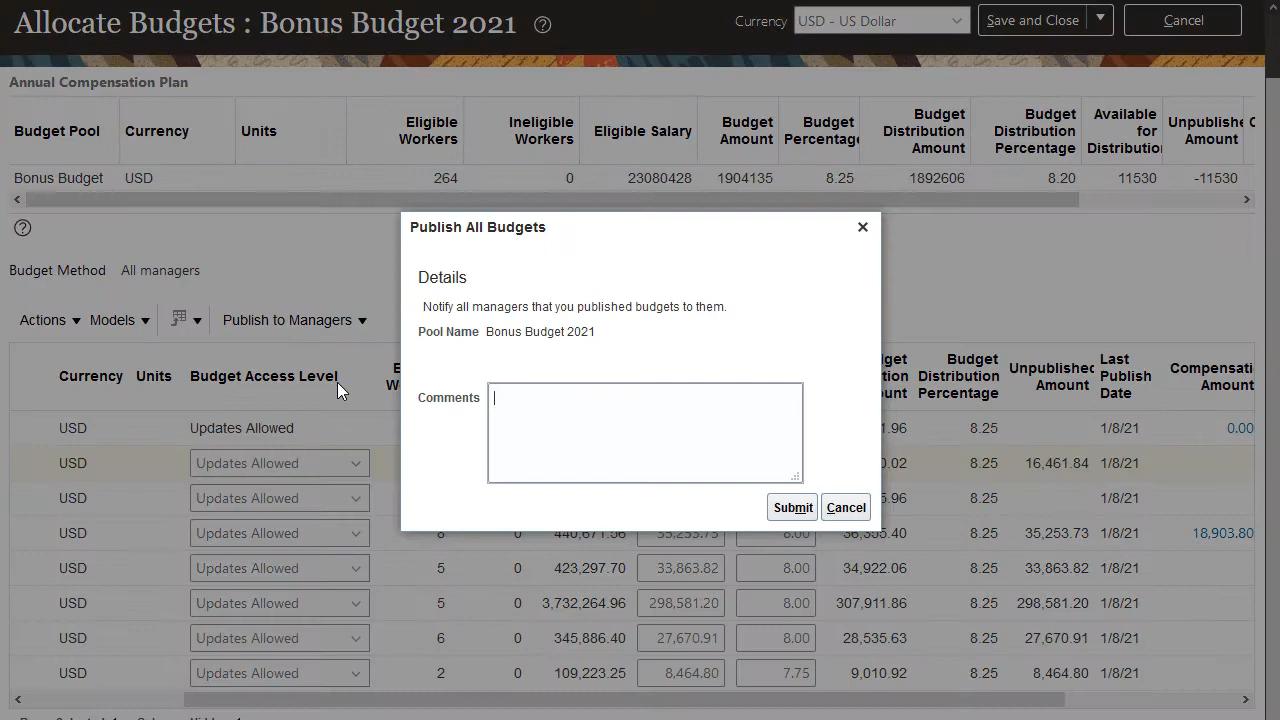 Allocate Budgets : Bonus Budget 2021
Currency USD - US Dollar Save and Close Cancel
Annual Compensation Plan
Budget Pool Currency Units Eligible Workers Ineligible Workers Eligible Salary Budget Amount Budget Percentage Budget Distribution Amount Budget Distribution Percentage Available for Distribution Unpublishe Amount
Bonus Budget USD 264 0 23080428 1904135 8.25 1892606 8.20 11530 -11530
Budget Method All managers
Actions Models Publish to Managers
Publish All Budgets
Details
Notify all managers that you published budgets to them.
Pool Name Bonus Budget 2021
Comments
Submit Cancel
Currency Units Budget Access Level Budget Distribution Percentage Unpublished Amount Last Publish Date Compensati Amount
USD Updates Allowed 8.25 1/8/21 0.00
USD Updates Allowed 8.25 16,461.84 1/8/21
USD Updates Allowed 8.25 1/8/21
USD Updates Allowed 8 0 440,671.56 35,253.73 8.00 36,355.40 8.25 35,253.73 1/8/21 18,903.80
USD Updates Allowed 5 0 423,297.70 33,863.82 8.00 34,922.06 8.25 33,863.82 1/8/21
USD Updates Allowed 5 0 3,732,264.96 298,581.20 8.00 307,911.86 8.25 298,581.20 1/8/21
USD Updates Allowed 6 0 345,886.40 27,670.91 8.00 28,535.63 8.25 27,670.91 1/8/21
USD Updates Allowed 2 0 109,223.25 8,464.80 7.75 9,010.92 8.25 8,464.80 1/8/21